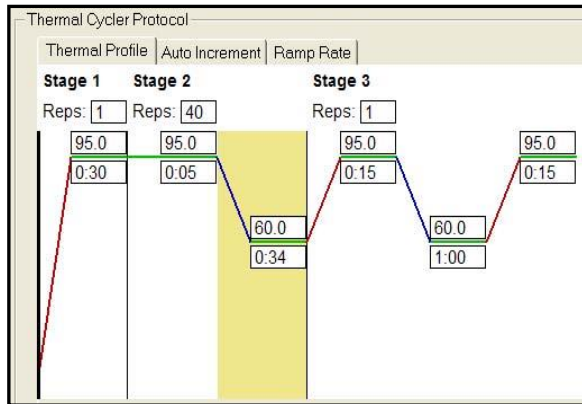 Thermal Cycler Protocol
Thermal Profile Auto Increment Ramp Rate
Stage 1 Stage 2 Stage 3
Reps: 1 Reps: 40 Reps: 1
95.0 95.0 95.0 95.0
0:30 0:05 0:15 0:15
60.0 60.0
0:34 1:00